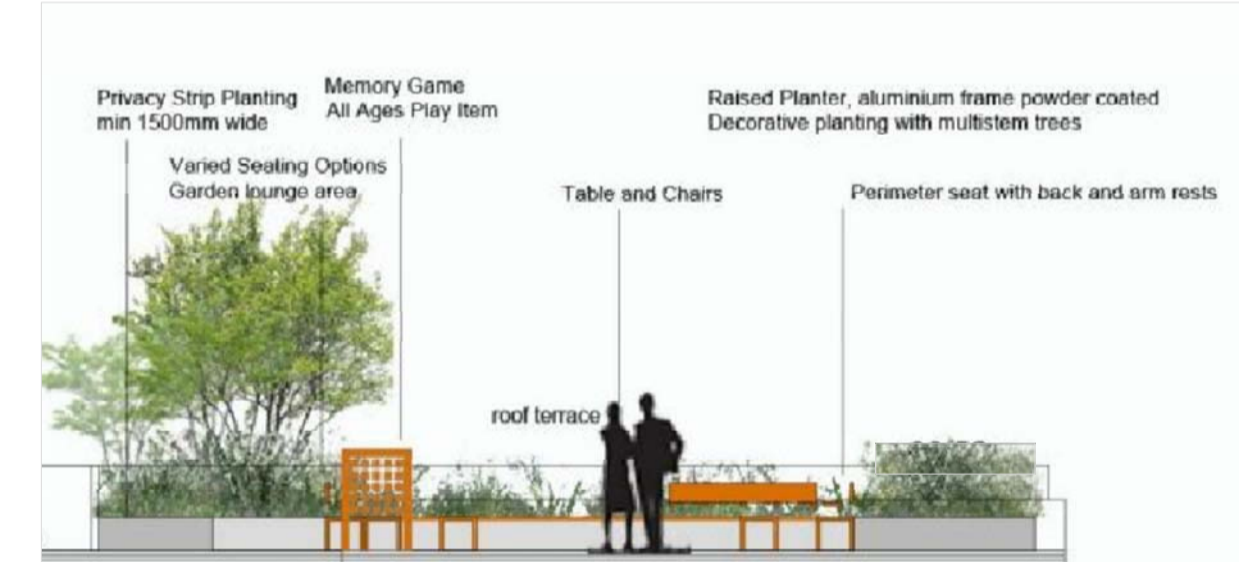 Privacy Strip Planting
min 1500mm wide
Memory Game
All Ages Play Item
Raised Planter, aluminium frame powder coated
Decorative planting with multistem trees
Varied Seating Options
Garden lounge area
Table and Chairs
Perimeter seat with back and arm rests
roof terrace